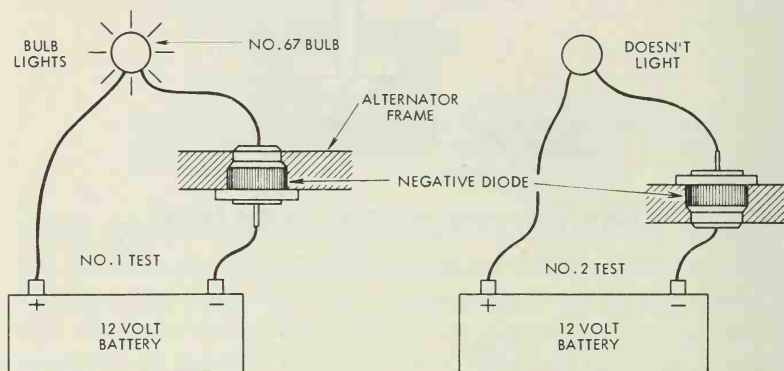 BULB
LIGHTS
NO.67 BULB
ALTERNATOR
FRAME
NEGATIVE DIODE
NO.1 TEST
+
−
12 VOLT
BATTERY
DOESN'T
LIGHT
NO.2 TEST
+
−
12 VOLT
BATTERY